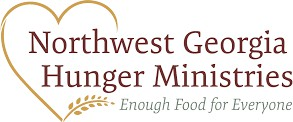 Northwest Georgia
Hunger Ministries
Enough Food for Everyone